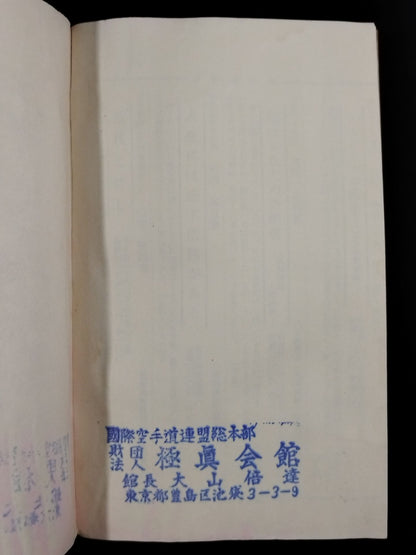 國際空手道連盟総本部
財団法人 極眞会館
館長 大山倍達
東京都豊島区池袋3-3-9